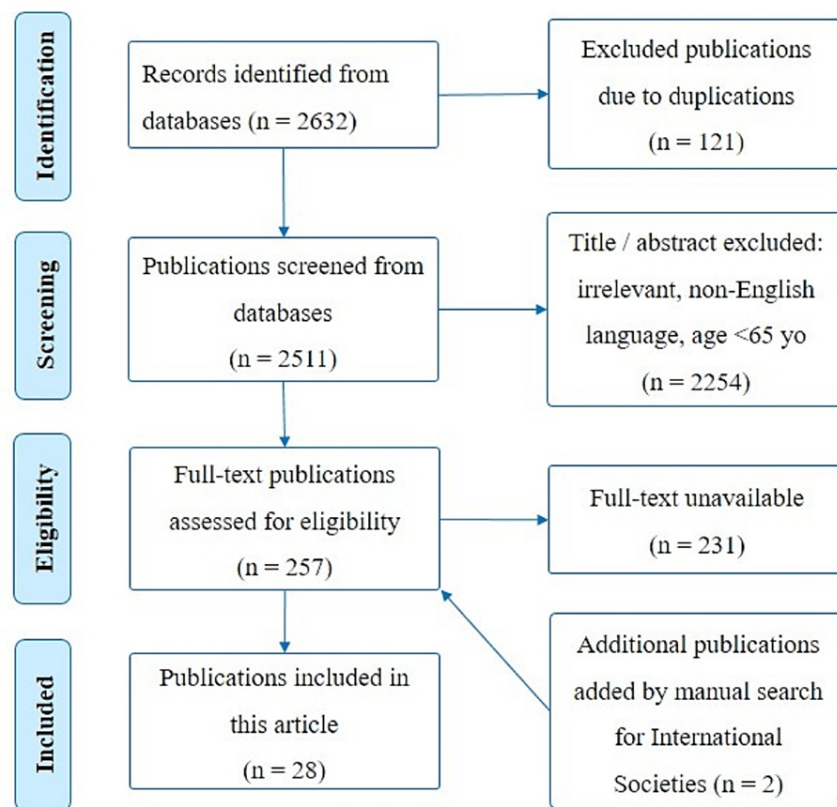 Identification
Records identified from
databases (n = 2632)
Excluded publications
due to duplications
(n = 121)
Screening
Publications screened from
databases
(n = 2511)
Title / abstract excluded:
irrelevant, non-English
language, age <65 yo
(n = 2254)
Eligibility
Full-text publications
assessed for eligibility
(n = 257)
Full-text unavailable
(n = 231)
Included
Publications included in
this article
(n = 28)
Additional publications
added by manual search
for International
Societies (n = 2)